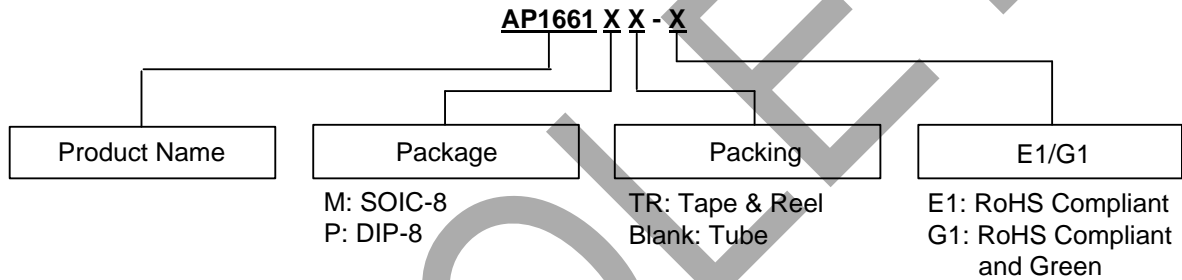 AP1661 X X - X
Product Name
Package
Packing
E1/G1
M: SOIC-8
P: DIP-8
TR: Tape & Reel
Blank: Tube
E1: RoHS Compliant
G1: RoHS Compliant
and Green